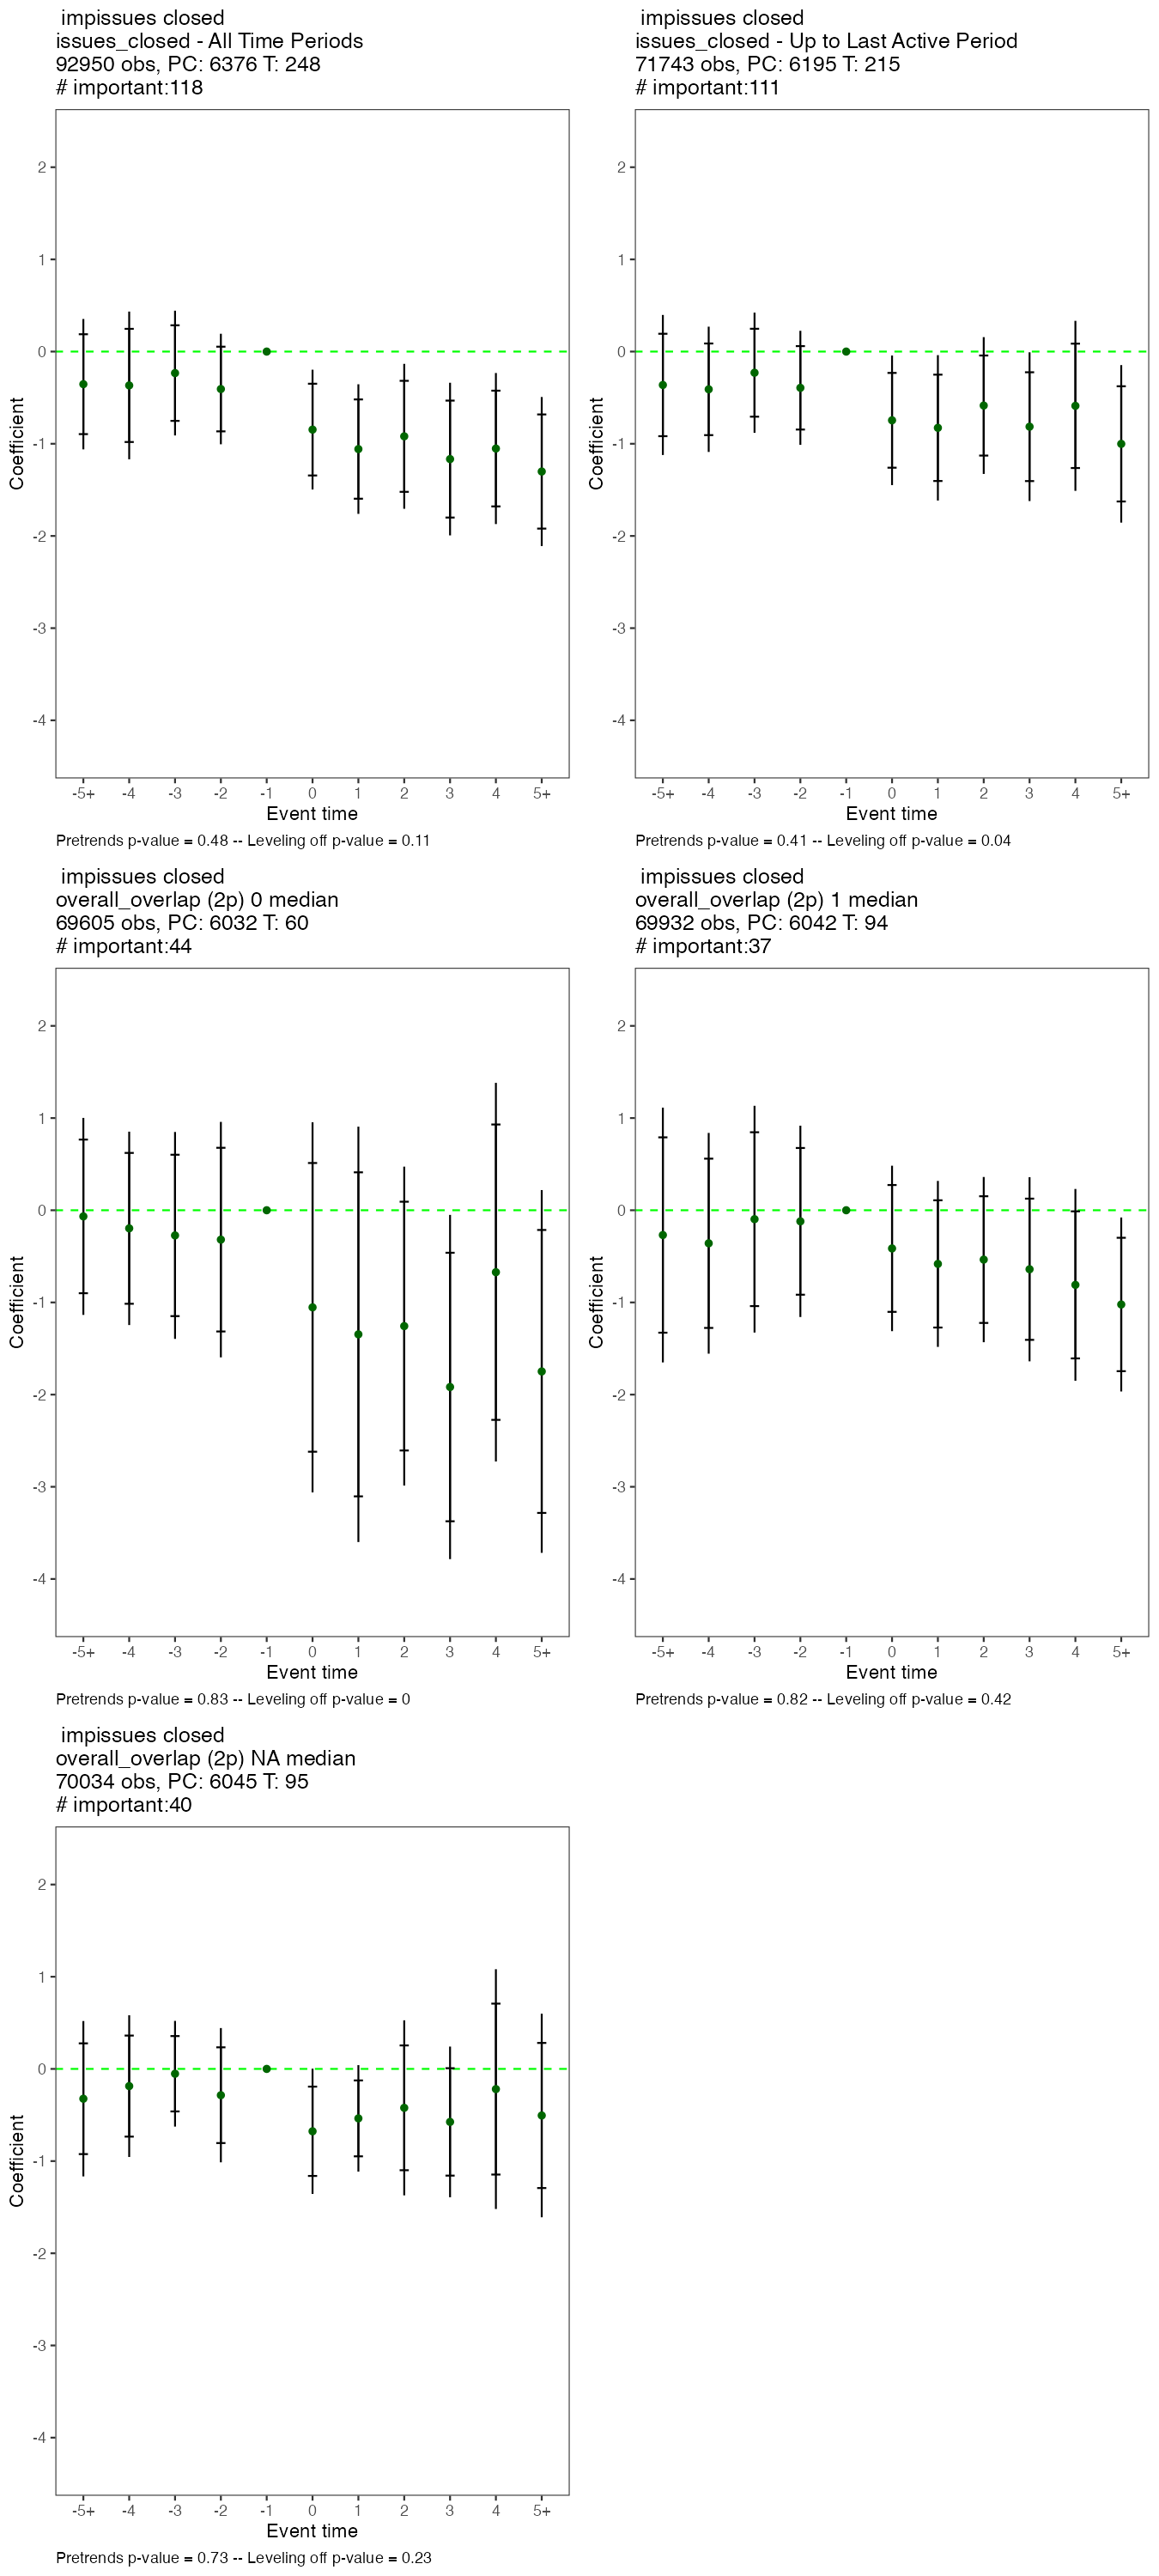 impissues closed
issues_closed - All Time Periods
92950 obs, PC: 6376 T: 248
# important:118
2
1
0
-1
-2
-3
-4
Coefficient
-5+ -4 -3 -2 -1 0 1 2 3 4 5+
Event time
Pretrends p-value = 0.48 -- Leveling off p-value = 0.11
impissues closed
issues_closed - Up to Last Active Period
71743 obs, PC: 6195 T: 215
# important:111
2
1
0
-1
-2
-3
-4
Coefficient
-5+ -4 -3 -2 -1 0 1 2 3 4 5+
Event time
Pretrends p-value = 0.41 -- Leveling off p-value = 0.04
impissues closed
overall_overlap (2p) 0 median
69605 obs, PC: 6032 T: 60
# important:44
2
1
0
-1
-2
-3
-4
Coefficient
-5+ -4 -3 -2 -1 0 1 2 3 4 5+
Event time
Pretrends p-value = 0.83 -- Leveling off p-value = 0
impissues closed
overall_overlap (2p) 1 median
69932 obs, PC: 6042 T: 94
# important:37
2
1
0
-1
-2
-3
-4
Coefficient
-5+ -4 -3 -2 -1 0 1 2 3 4 5+
Event time
Pretrends p-value = 0.82 -- Leveling off p-value = 0.42
impissues closed
overall_overlap (2p) NA median
70034 obs, PC: 6045 T: 95
# important:40
2
1
0
-1
-2
-3
-4
Coefficient
-5+ -4 -3 -2 -1 0 1 2 3 4 5+
Event time
Pretrends p-value = 0.73 -- Leveling off p-value = 0.23